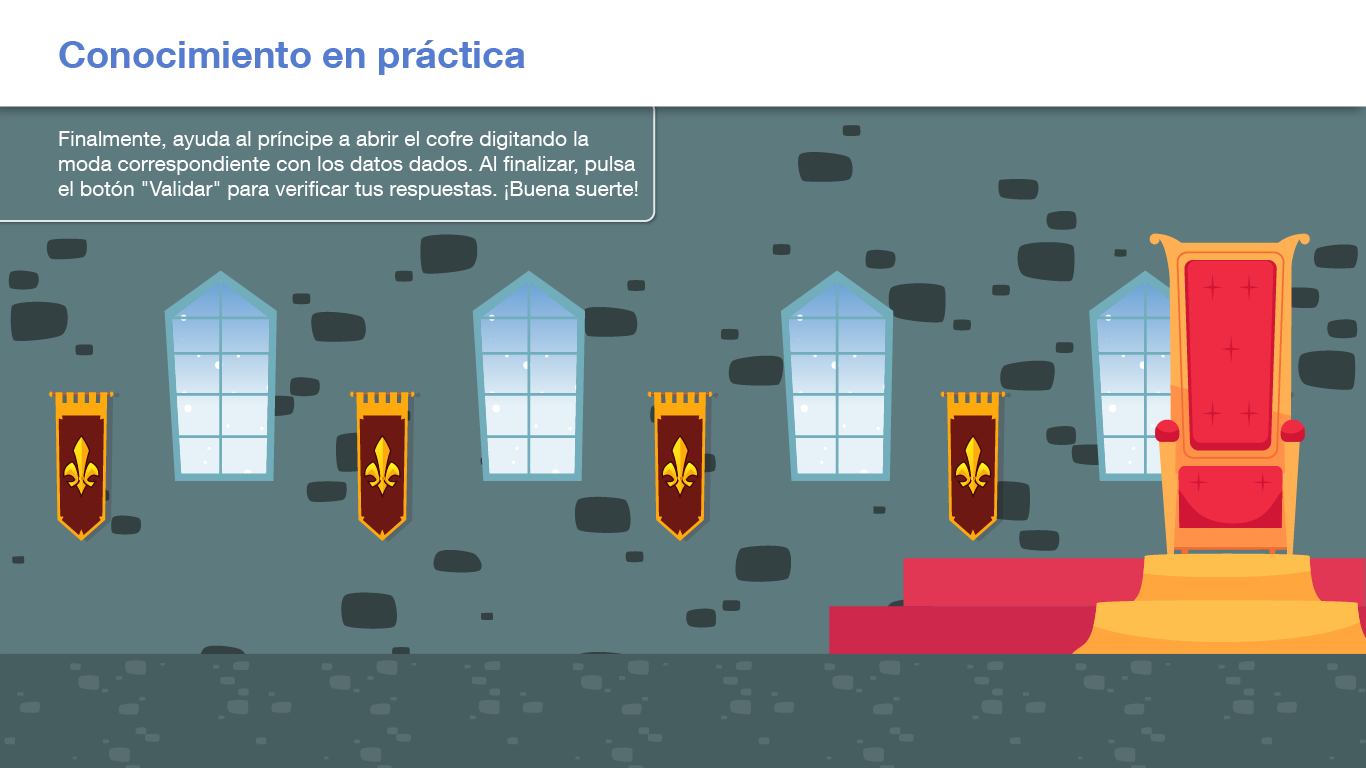 Conocimiento en práctica
Finalmente, ayuda al príncipe a abrir el cofre digitando la
moda correspondiente con los datos dados. Al finalizar, pulsa
el botón "Validar" para verificar tus respuestas. ¡Buena suerte!